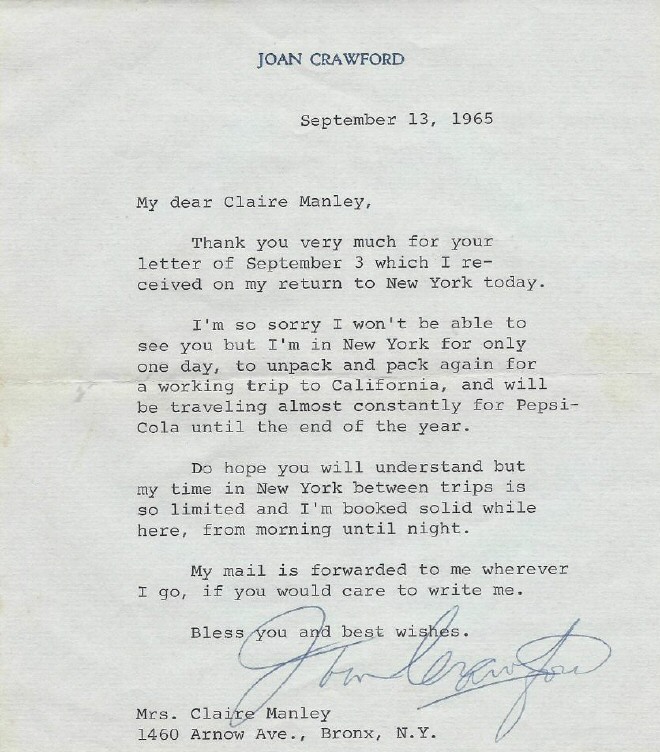 JOAN CRAWFORD
September 13, 1965
My dear Claire Manley,
Thank you very much for your
letter of September 3 which I re-
ceived on my return to New York today.
I'm so sorry I won't be able to
see you but I'm in New York for only
one day, to unpack and pack again for
a working trip to California, and will
be traveling almost constantly for Pepsi-
Cola until the end of the year.
Do hope you will understand but
my time in New York between trips is
so limited and I'm booked solid while
here, from morning until night.
My mail is forwarded to me wherever
I go, if you would care to write me.
Bless you and best wishes.
Joan Crawford
Mrs. Claire Manley
1460 Arnow Ave., Bronx, N.Y.